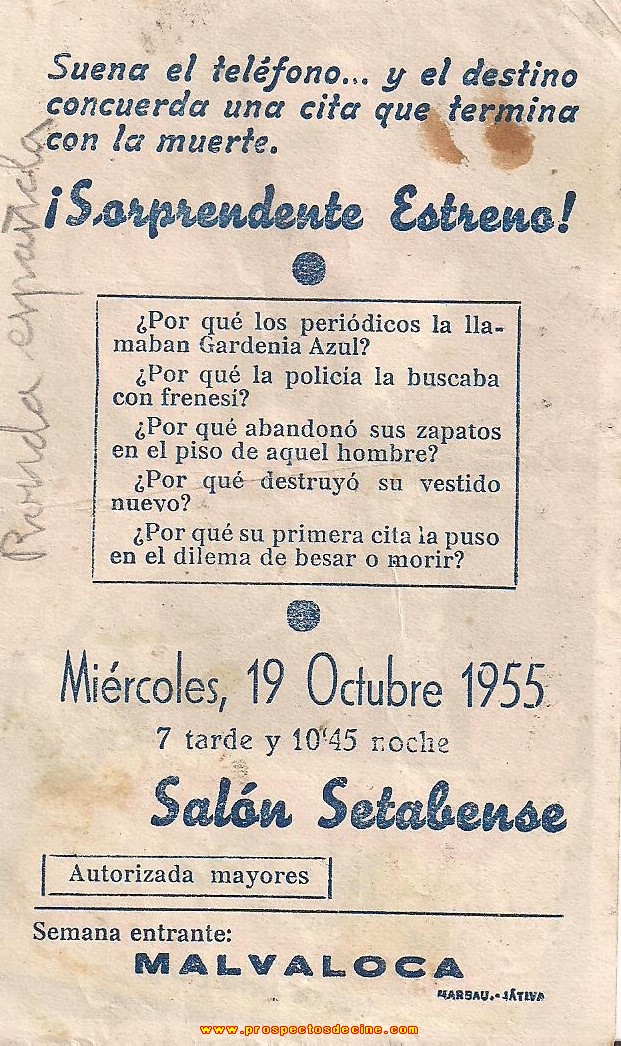 Suena el teléfono... y el destino
concuerda una cita que termina
con la muerte.
¡Sorprendente Estreno!
¿Por qué los periódicos la lla-
maban Gardenia Azul?
¿Por qué la policía la buscaba
con frenesí?
¿Por qué abandonó sus zapatos
en el piso de aquel hombre?
¿Por qué destruyó su vestido
nuevo?
¿Por qué su primera cita la puso
en el dilema de besar o morir?
Miércoles, 19 Octubre 1955
7 tarde y 10'45 noche
Salón Setabense
Autorizada mayores
Semana entrante:
MALVALOCA
MARBAU.-JÁTIVA
Ronda española
www.prospectosdecine.com